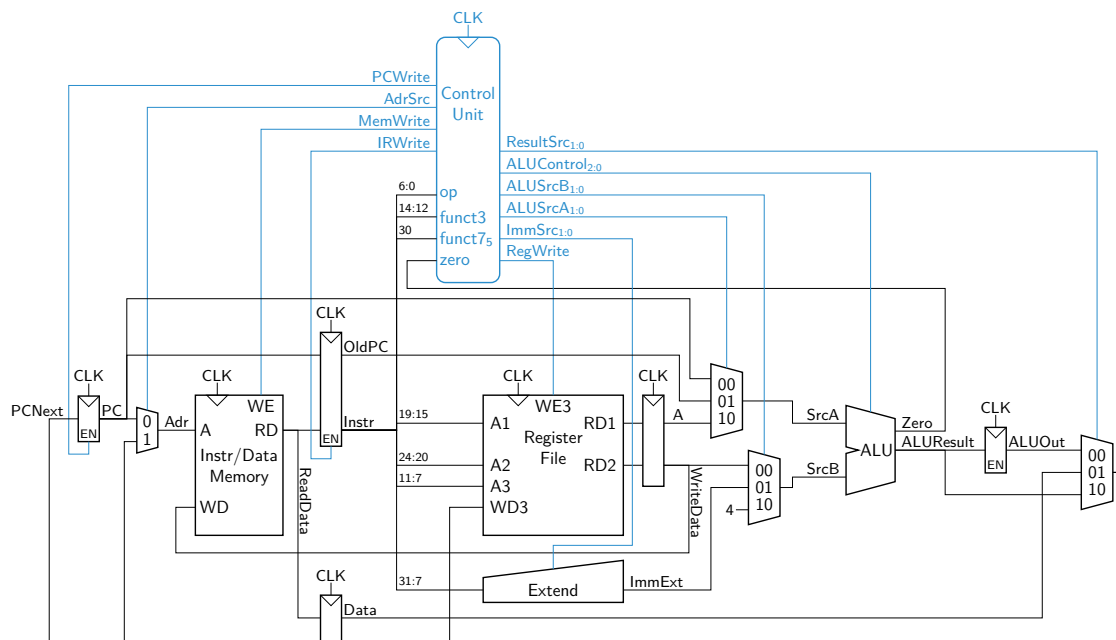 CLK
PCWrite
AdrSrc
MemWrite
IRWrite
Control
Unit
ResultSrc1:0
ALUControl2:0
ALUSrcB1:0
ALUSrcA1:0
ImmSrc1:0
RegWrite
6:0
op
14:12
funct3
30
funct75
zero
CLK
OldPC
CLK
PCNext
PC
EN
0
1
Adr
CLK
WE
A
RD
Instr/Data
Memory
WD
ReadData
Instr
EN
19:15
24:20
11:7
CLK
WE3
A1
RD1
Register
File
A2
RD2
A3
WD3
CLK
A
WriteData
00
01
10
00
01
10
4
SrcA
SrcB
ALU
Zero
ALUResult
CLK
ALUOut
EN
00
01
10
31:7
Extend
ImmExt
CLK
Data